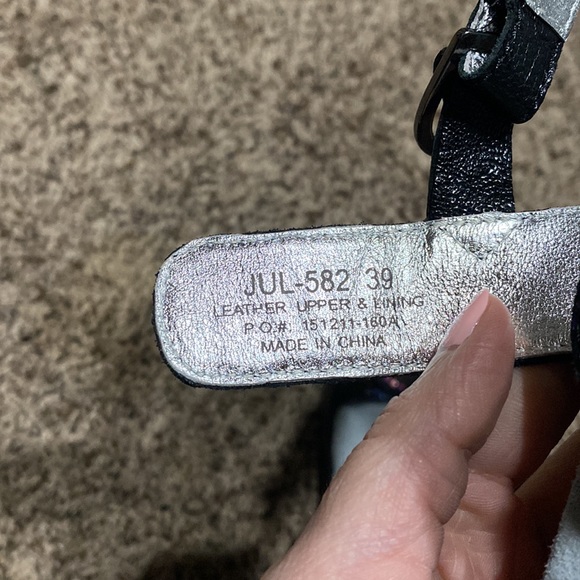 JUL-582 39
LEATHER UPPER & LINING
P.O.#. 151211-160A
MADE IN CHINA